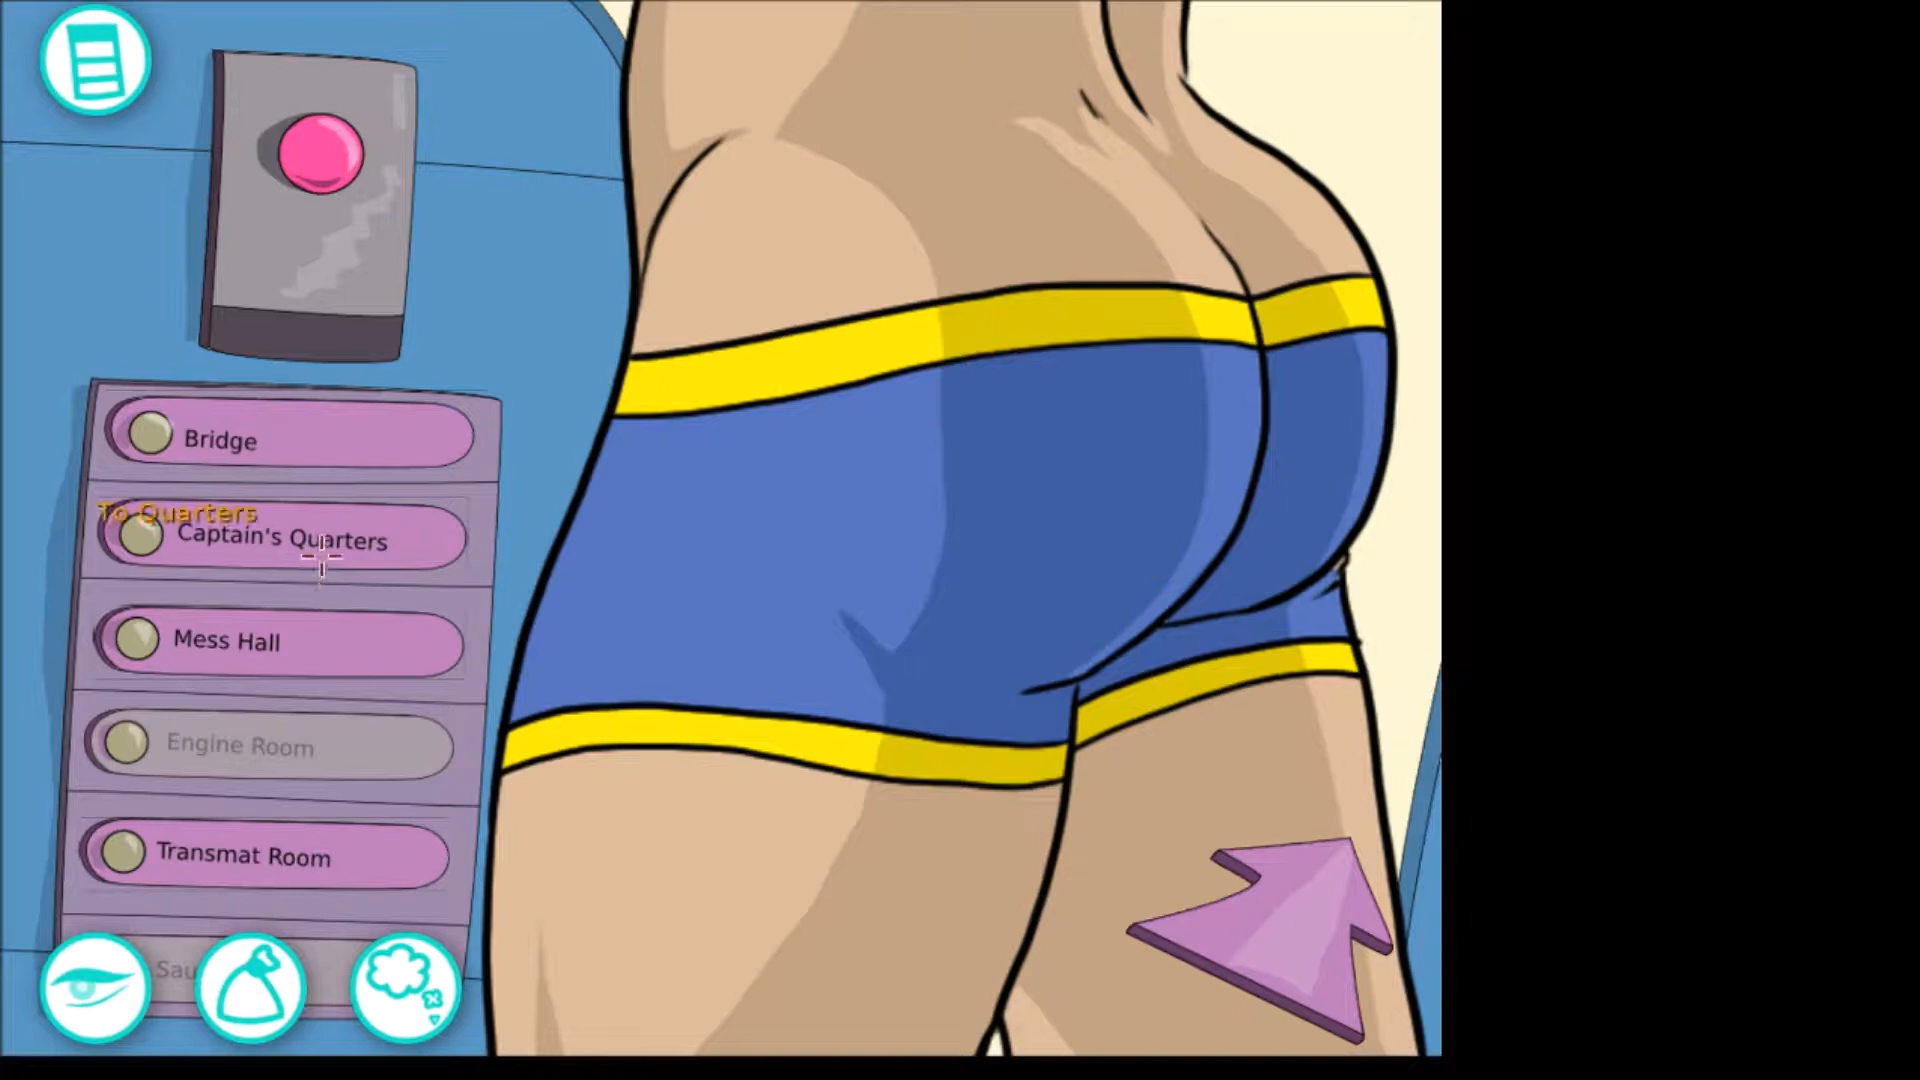 Bridge
To Quarters
Captain's Quarters
Mess Hall
Engine Room
Transmat Room